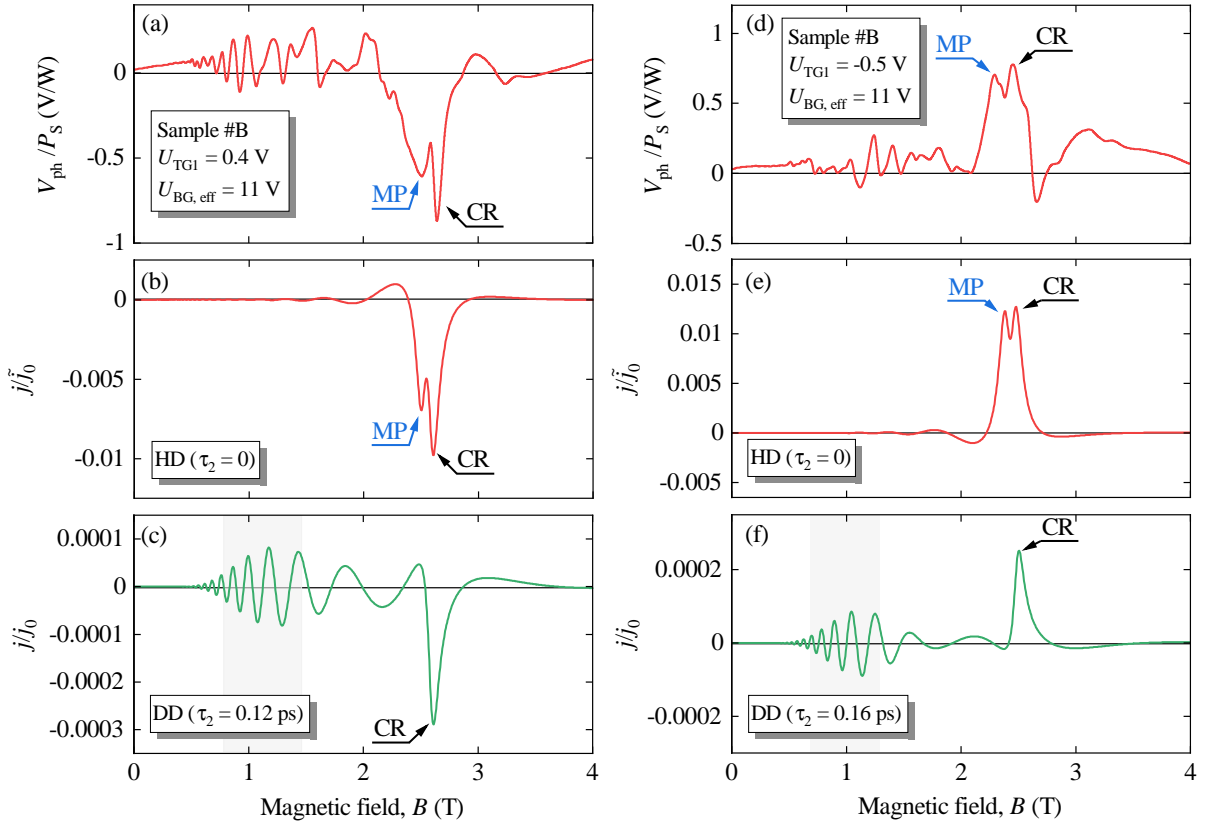 (a)
0
-0.5
-1
V_ph /P_S (V/W)
Sample #B
U_TG1 = 0.4 V
U_BG, eff = 11 V
MP
CR
(b)
0
-0.005
-0.01
j/j̃_0
MP
CR
HD (τ_2 = 0)
(c)
0.0001
0
-0.0001
-0.0002
-0.0003
j/j_0
DD (τ_2 = 0.12 ps)
CR
0 1 2 3 4
Magnetic field, B (T)
(d)
1
0.5
0
-0.5
V_ph /P_S (V/W)
Sample #B
U_TG1 = -0.5 V
U_BG, eff = 11 V
MP
CR
(e)
0.015
0.01
0.005
0
-0.005
j/j̃_0
MP
CR
HD (τ_2 = 0)
(f)
0.0002
0
-0.0002
j/j_0
CR
DD (τ_2 = 0.16 ps)
0 1 2 3 4
Magnetic field, B (T)